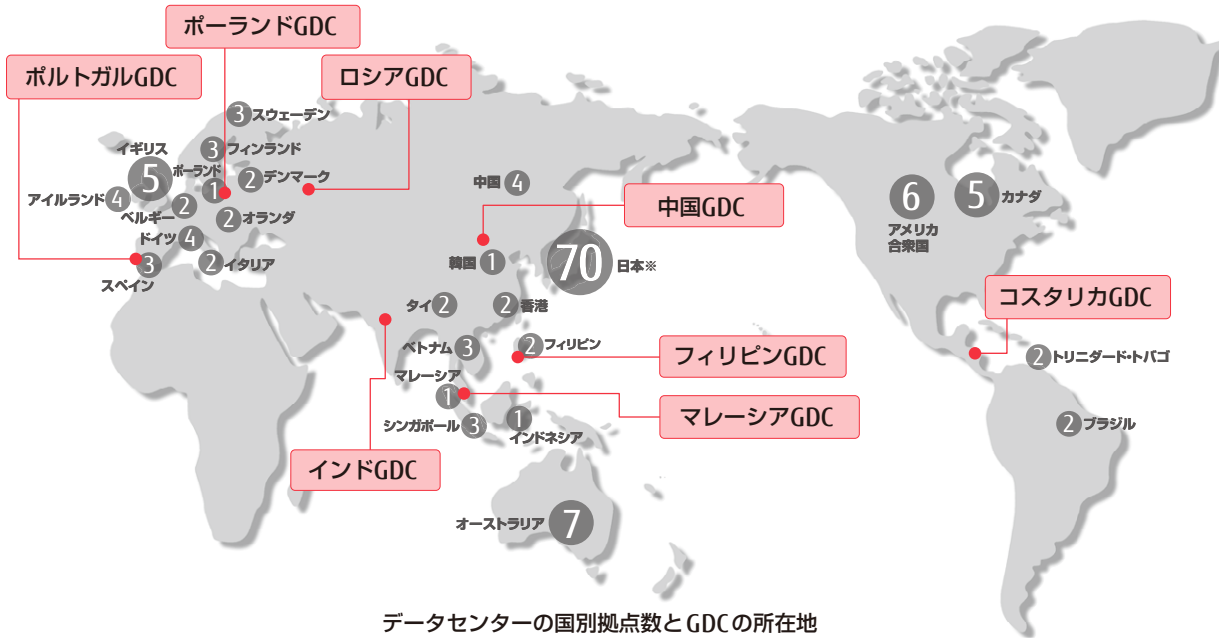 ポーランドGDC
ポルトガルGDC
ロシアGDC
3 スウェーデン
イギリス
5
3 フィンランド
ポーランド
1
2 デンマーク
アイルランド 4
ベルギー 2
2 オランダ
ドイツ 4
3
スペイン
2 イタリア
中国 4
中国GDC
韓国 1
70 日本※
6
アメリカ
合衆国
5 カナダ
タイ 2
2 香港
コスタリカGDC
ベトナム 3
2 フィリピン
フィリピンGDC
2 トリニダード・トバゴ
マレーシア
1
マレーシアGDC
シンガポール 3
1
インドネシア
2 ブラジル
インドGDC
オーストラリア 7
データセンターの国別拠点数とGDCの所在地